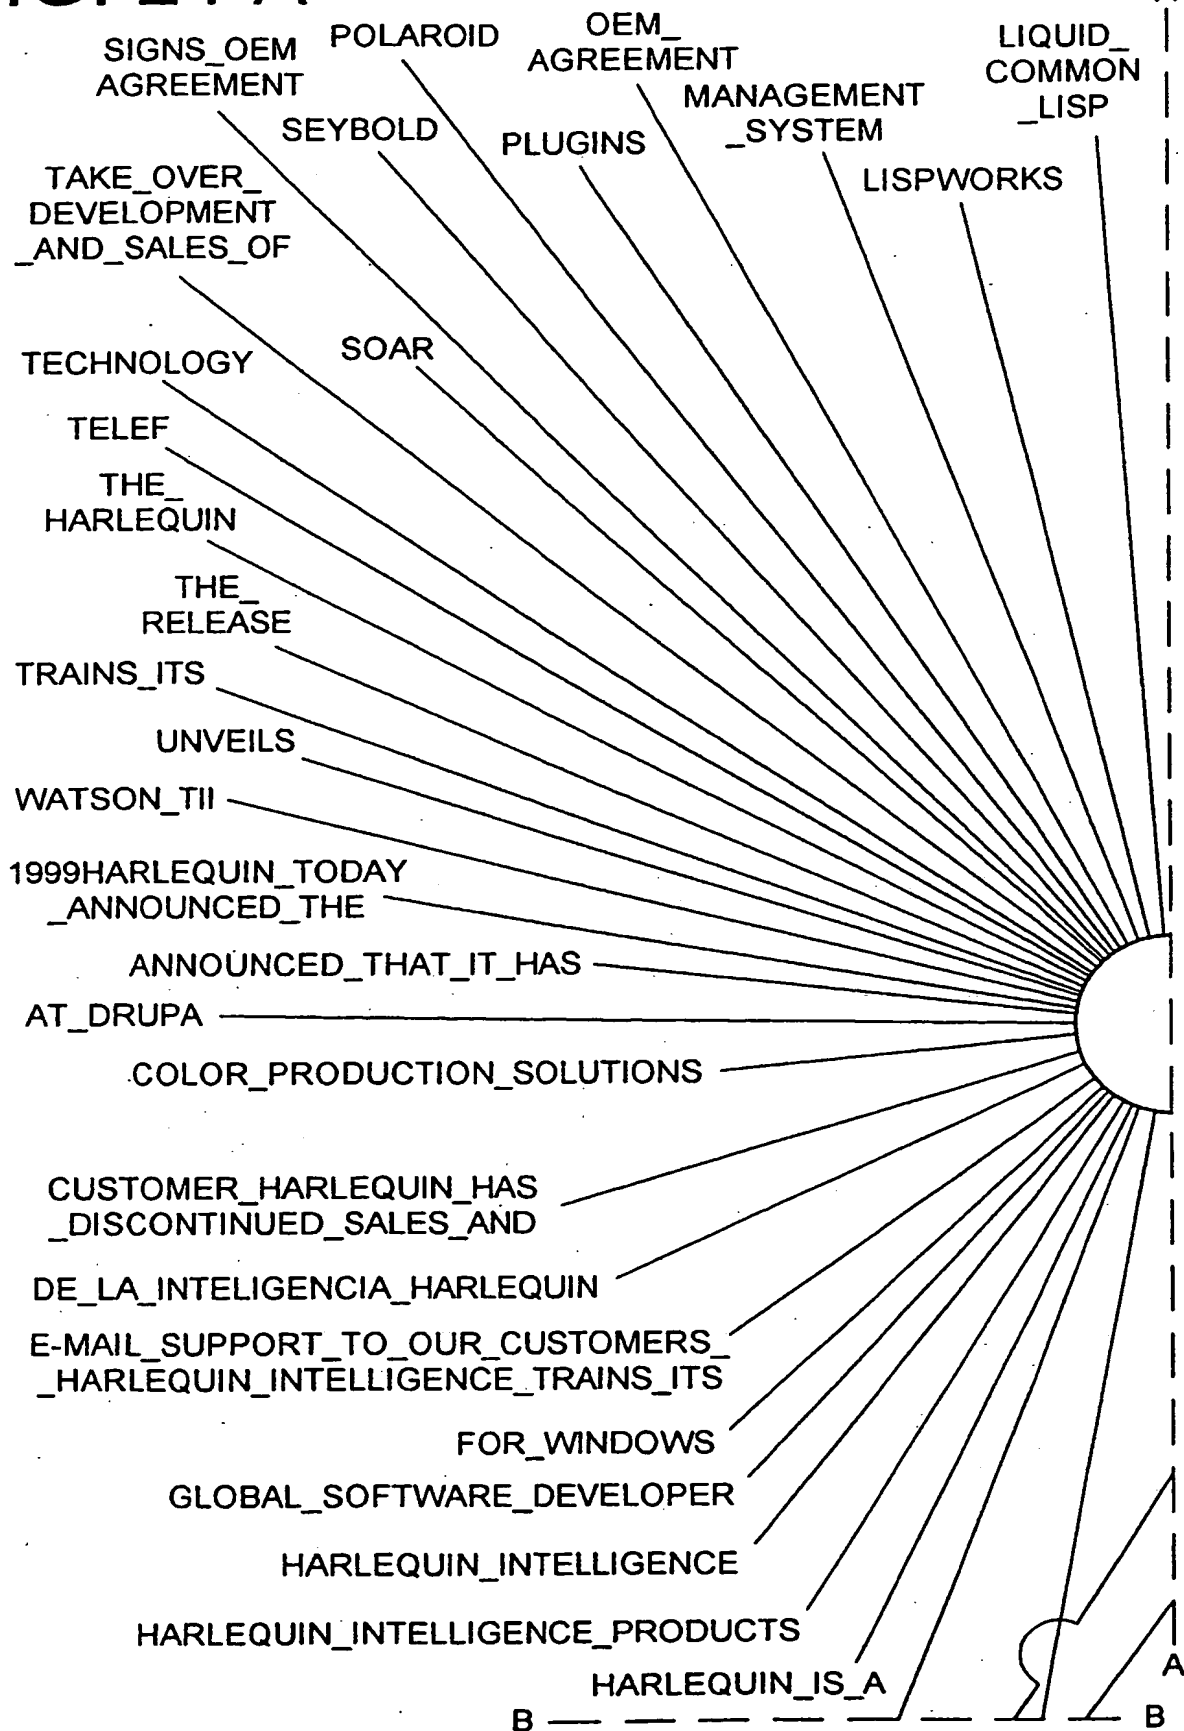 POLAROID
OEM_
AGREEMENT
LIQUID_
COMMON
_LISP
SIGNS_OEM
AGREEMENT
SEYBOLD
PLUGINS
MANAGEMENT
_SYSTEM
LISPWORKS
TAKE_OVER_
DEVELOPMENT
_AND_SALES_OF
SOAR
TECHNOLOGY
TELEF
THE_
HARLEQUIN
THE_
RELEASE
TRAINS_ITS
UNVEILS
WATSON_TII
1999HARLEQUIN_TODAY
_ANNOUNCED_THE
ANNOUNCED_THAT_IT_HAS
AT_DRUPA
COLOR_PRODUCTION_SOLUTIONS
CUSTOMER_HARLEQUIN_HAS
_DISCONTINUED_SALES_AND
DE_LA_INTELIGENCIA_HARLEQUIN
E-MAIL_SUPPORT_TO_OUR_CUSTOMERS_
_HARLEQUIN_INTELLIGENCE_TRAINS_ITS
FOR_WINDOWS
GLOBAL_SOFTWARE_DEVELOPER
HARLEQUIN_INTELLIGENCE
HARLEQUIN_INTELLIGENCE_PRODUCTS
HARLEQUIN_IS_A
A
B B